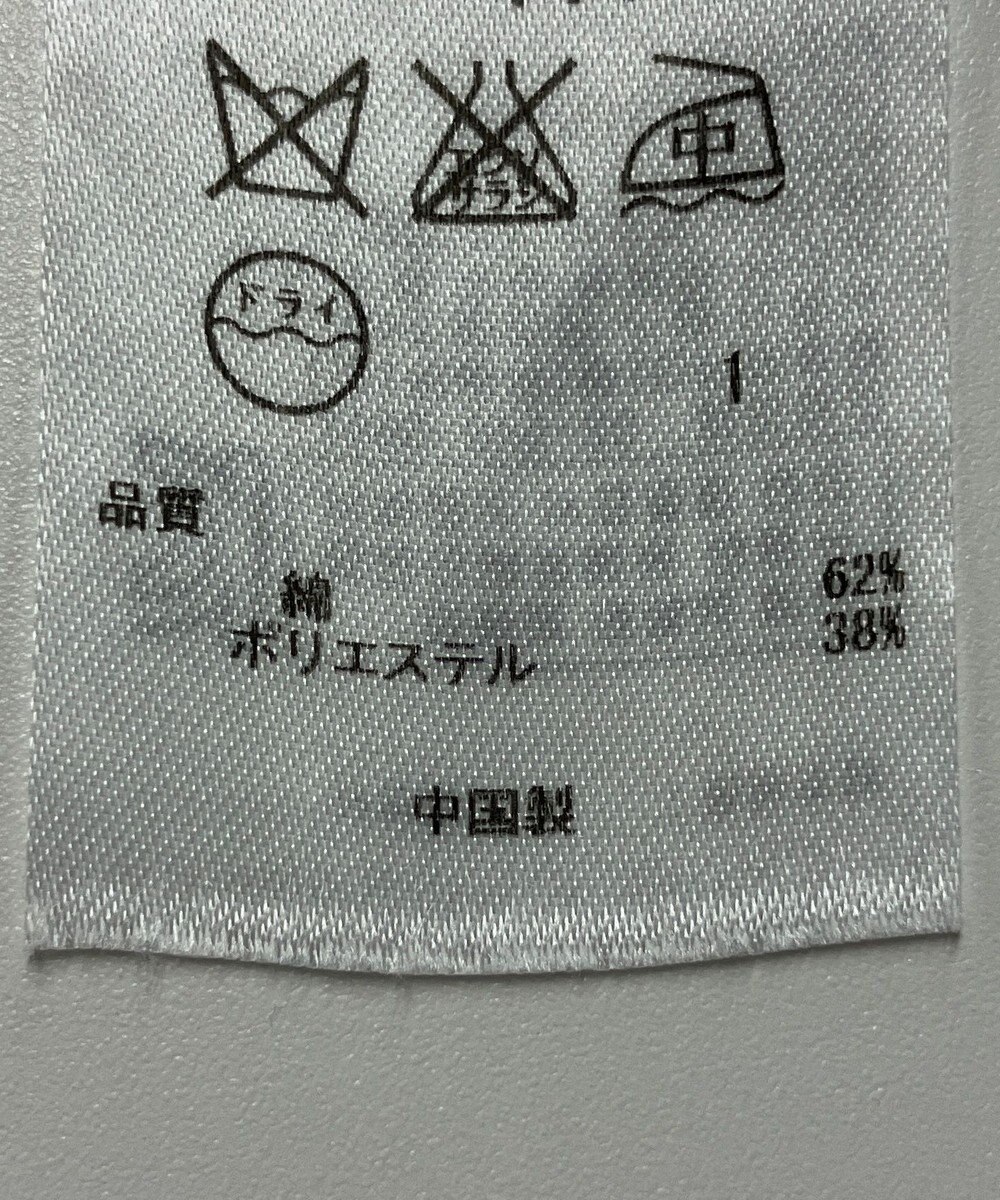 エンソ
サラシ
中
ドライ
1
品質
綿 62%
ポリエステル 38%
中国製